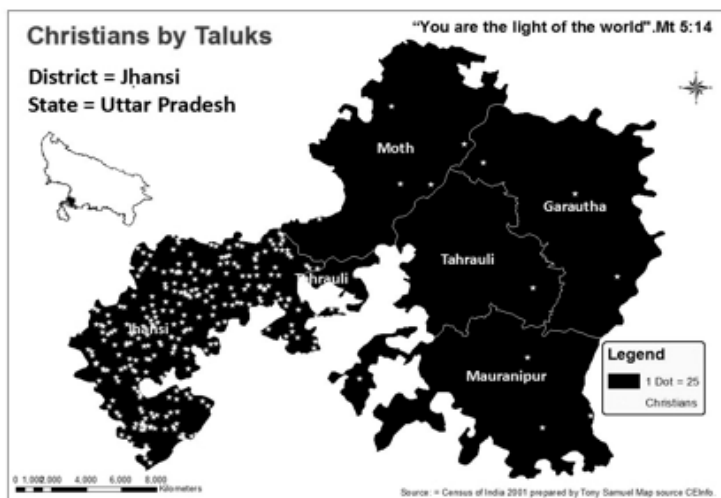 Christians by Taluks
"You are the light of the world".Mt 5:14
District = Jhansi
State = Uttar Pradesh
Moth
Garautha
Tahrauli
Tahrauli
Jhansi
Mauranipur
Legend
1 Dot = 25
Christians
0 1,0002,000 4,000 6,000 8,000
Kilometers
Source: = Census of India 2001 prepared by Tony Samuel Map source CEInfo.